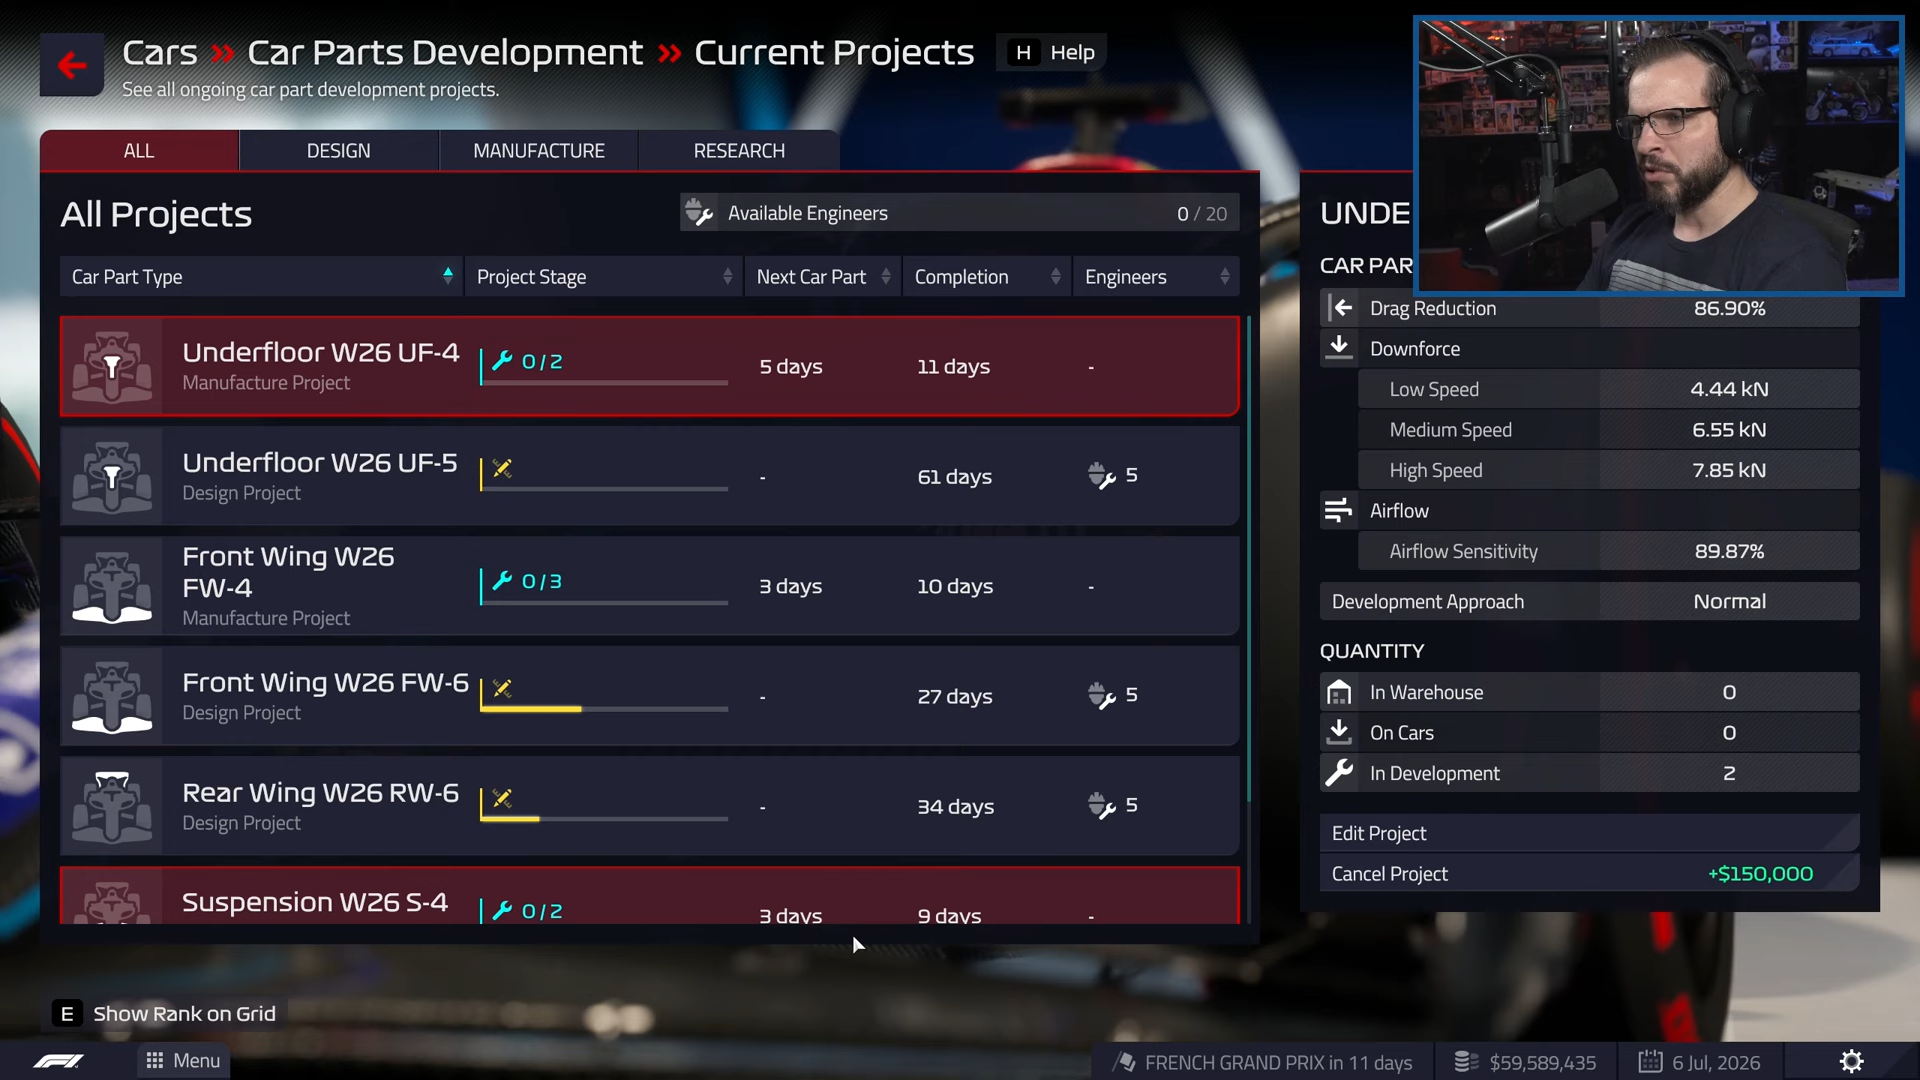 Cars » Car Parts Development » Current Projects
H Help
See all ongoing car part development projects.
ALL
DESIGN
MANUFACTURE
RESEARCH
All Projects
Available Engineers 0 / 20
Car Part Type
Project Stage
Next Car Part
Completion
Engineers
Underfloor W26 UF-4
Manufacture Project
0/2
5 days
11 days
-
Underfloor W26 UF-5
Design Project
-
61 days
5
Front Wing W26
FW-4
Manufacture Project
0/3
3 days
10 days
-
Front Wing W26 FW-6
Design Project
-
27 days
5
Rear Wing W26 RW-6
Design Project
-
34 days
5
Suspension W26 S-4
0/2
3 days
9 days
-
UNDE
CAR PAR
Drag Reduction 86.90%
Downforce
Low Speed 4.44 kN
Medium Speed 6.55 kN
High Speed 7.85 kN
Airflow
Airflow Sensitivity 89.87%
Development Approach Normal
QUANTITY
In Warehouse 0
On Cars 0
In Development 2
Edit Project
Cancel Project +$150,000
E Show Rank on Grid
Menu
FRENCH GRAND PRIX in 11 days
$59,589,435
6 Jul, 2026